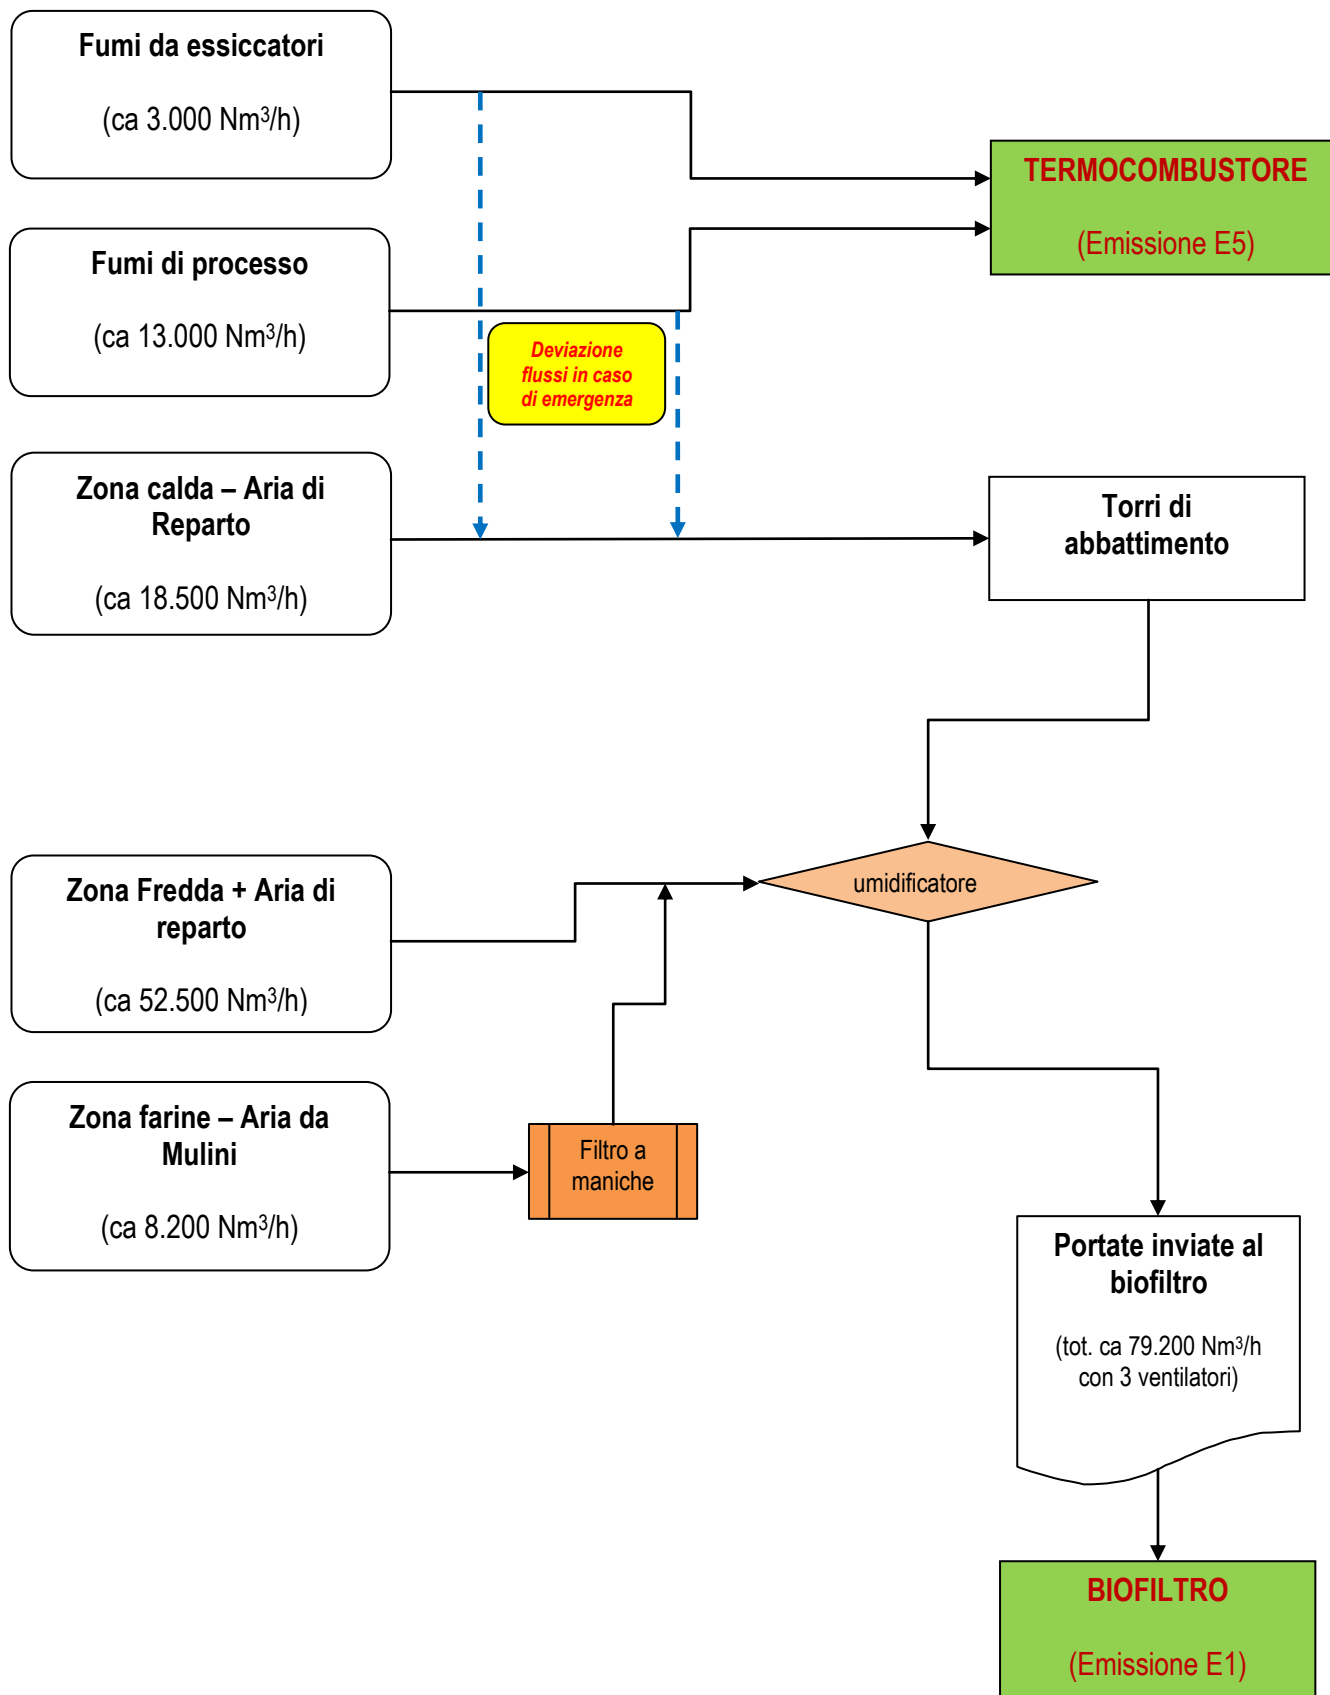 Fumi da essiccatori
(ca 3.000 Nm³/h)
TERMOCOMBUSTORE
(Emissione E5)
Fumi di processo
(ca 13.000 Nm³/h)
Deviazione
flussi in caso
di emergenza
Zona calda – Aria di
Reparto
(ca 18.500 Nm³/h)
Torri di
abbattimento
Zona Fredda + Aria di
reparto
(ca 52.500 Nm³/h)
umidificatore
Zona farine – Aria da
Mulini
(ca 8.200 Nm³/h)
Filtro a
maniche
Portate inviate al
biofiltro
(tot. ca 79.200 Nm³/h
con 3 ventilatori)
BIOFILTRO
(Emissione E1)